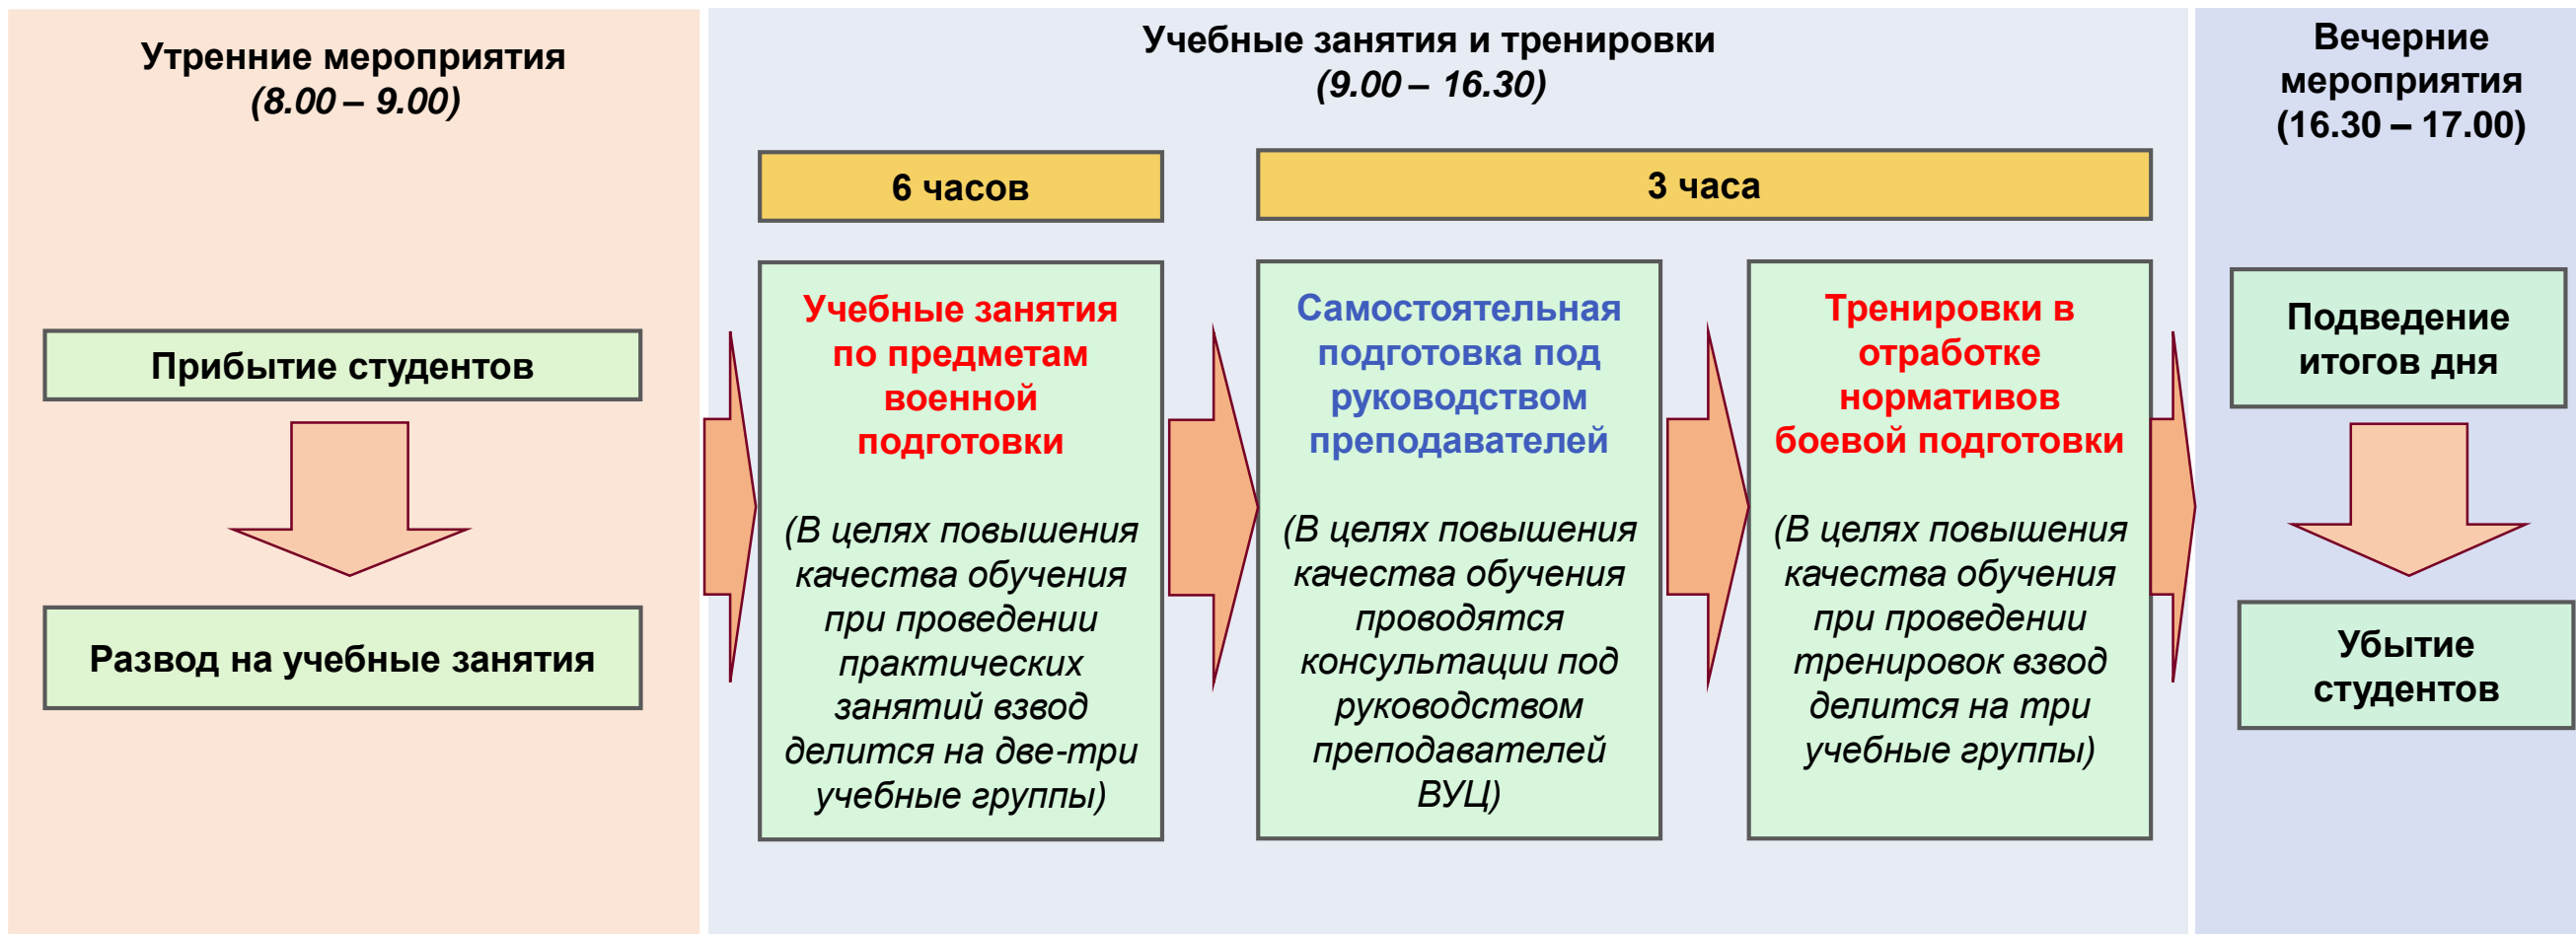 Утренние мероприятия
(8.00 – 9.00)
Прибытие студентов
Развод на учебные занятия
Учебные занятия и тренировки
(9.00 – 16.30)
6 часов
Учебные занятия
по предметам
военной
подготовки
(В целях повышения
качества обучения
при проведении
практических
занятий взвод
делится на две-три
учебные группы)
3 часа
Самостоятельная
подготовка под
руководством
преподавателей
(В целях повышения
качества обучения
проводятся
консультации под
руководством
преподавателей
ВУЦ)
Тренировки в
отработке
нормативов
боевой подготовки
(В целях повышения
качества обучения
при проведении
тренировок взвод
делится на три
учебные группы)
Вечерние
мероприятия
(16.30 – 17.00)
Подведение
итогов дня
Убытие
студентов